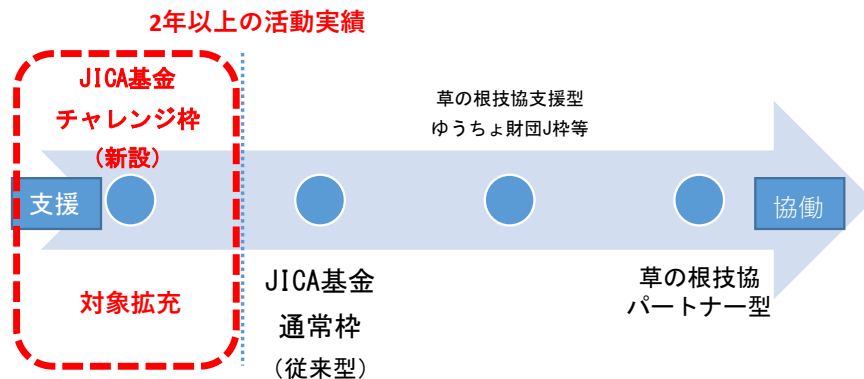 2年以上の活動実績
JICA基金
チャレンジ枠
（新設）
草の根技協支援型
ゆうちょ財団J枠等
支援
協働
対象拡充
JICA基金
通常枠
（従来型）
草の根技協
パートナー型